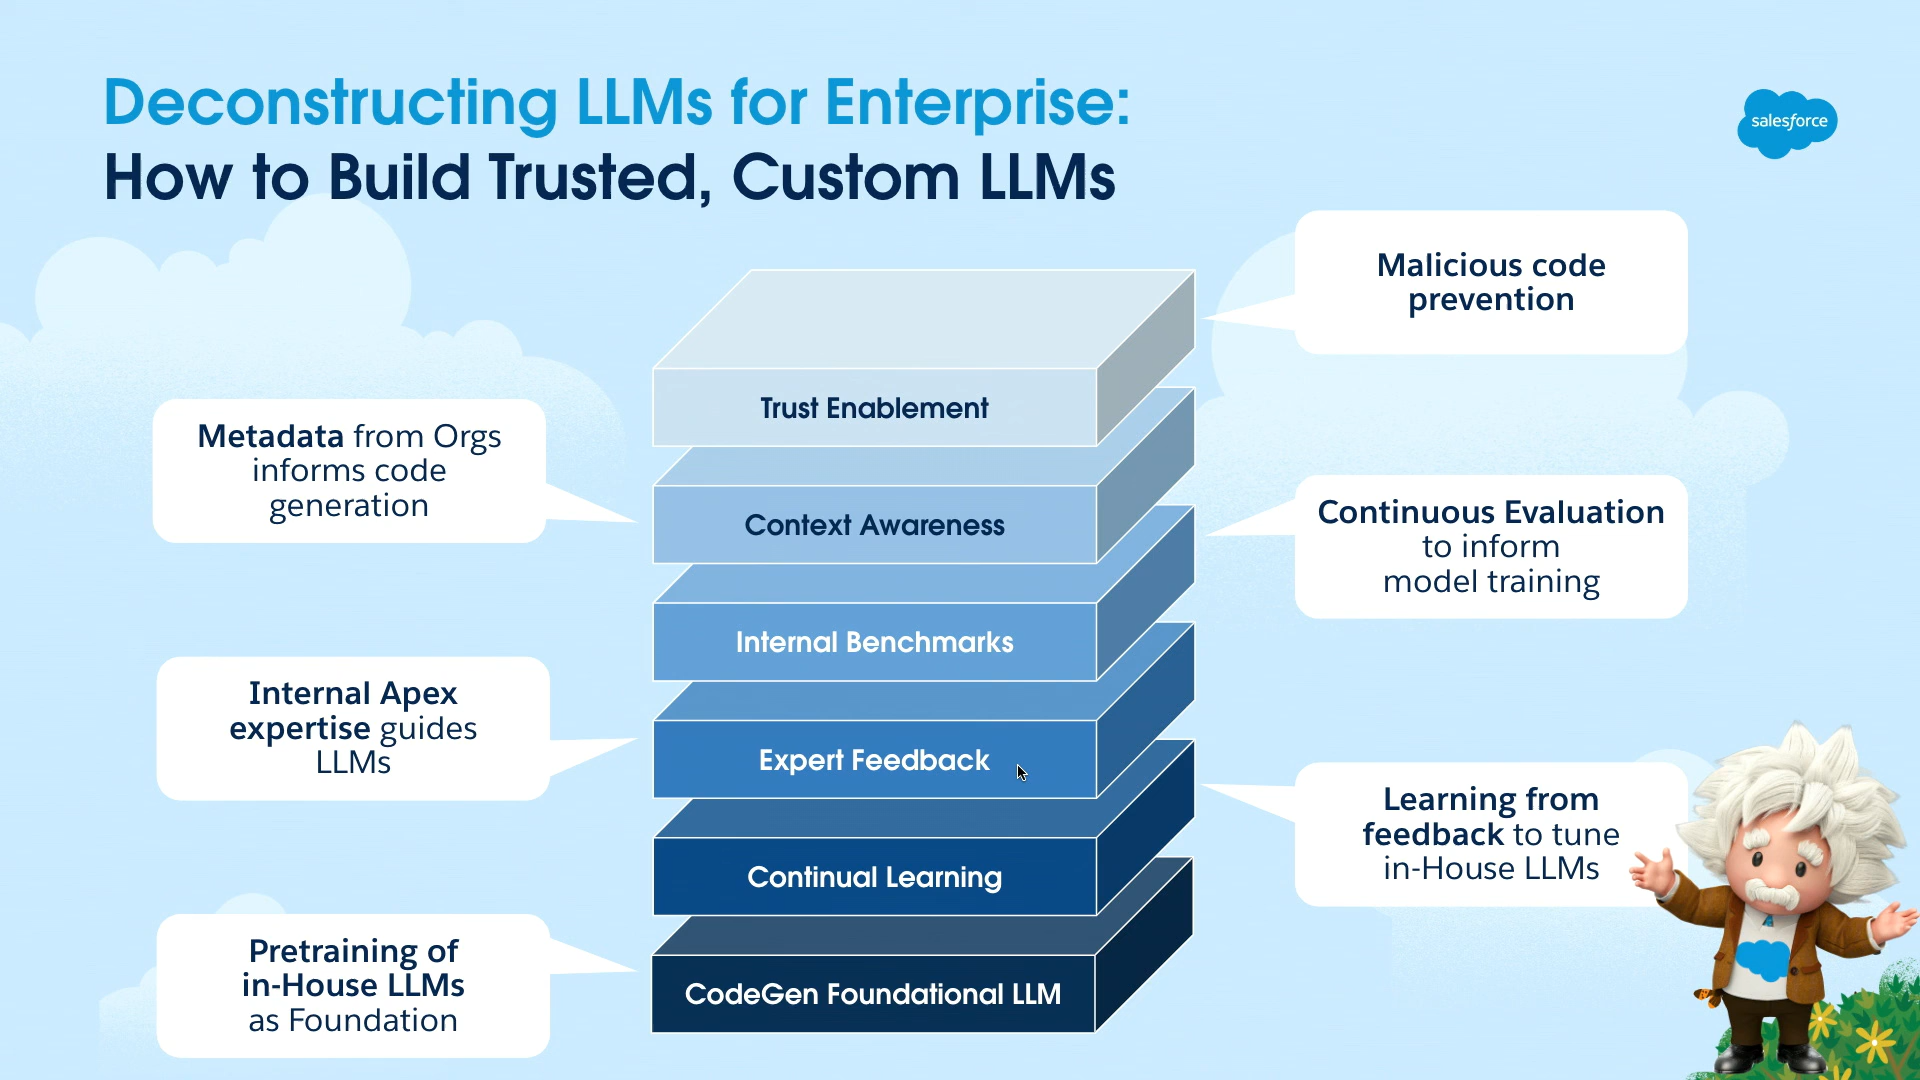 Deconstructing LLMs for Enterprise:
How to Build Trusted, Custom LLMs
salesforce
Malicious code
prevention
Trust Enablement
Metadata from Orgs
informs code
generation
Context Awareness
Continuous Evaluation
to inform
model training
Internal Benchmarks
Internal Apex
expertise guides
LLMs
Expert Feedback
Learning from
feedback to tune
in-House LLMs
Continual Learning
Pretraining of
in-House LLMs
as Foundation
CodeGen Foundational LLM